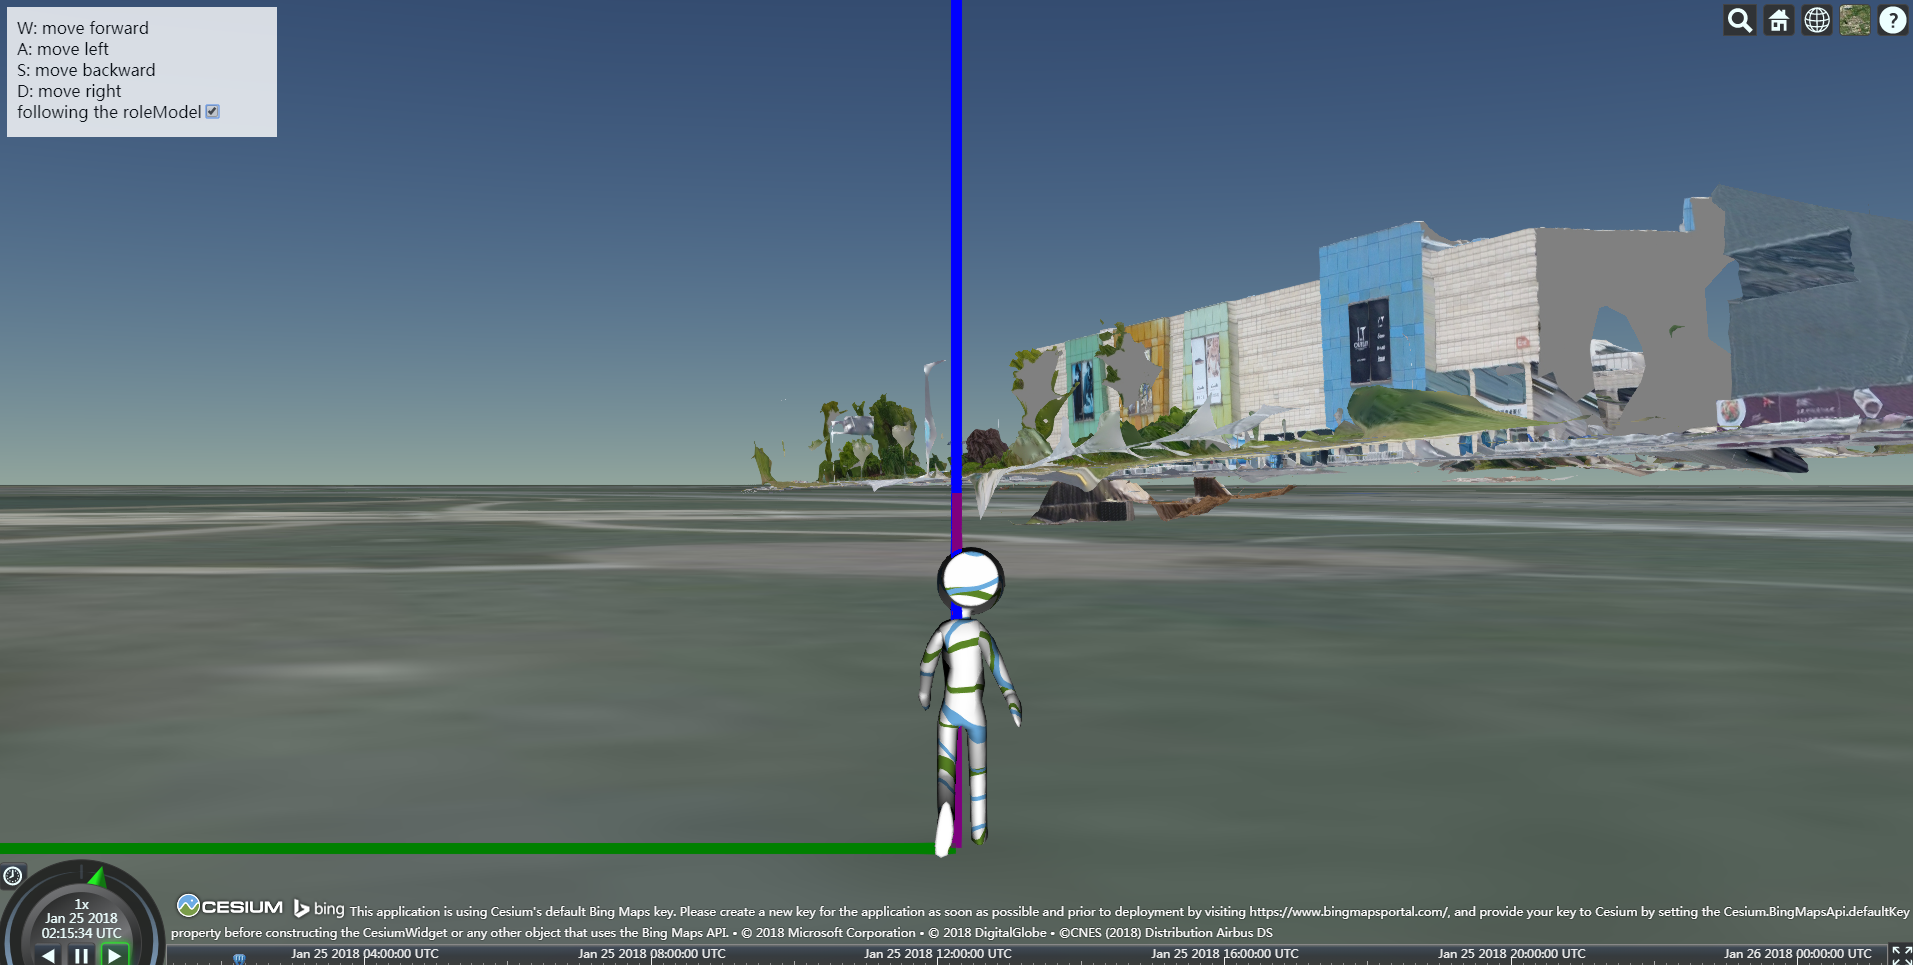 W: move forward
A: move left
S: move backward
D: move right
following the roleModel
?
1x
Jan 25 2018
02:15:34 UTC
CESIUM bing This application is using Cesium's default Bing Maps key. Please create a new key for the application as soon as possible and prior to deployment by visiting https://www.bingmapsportal.com/, and provide your key to Cesium by setting the Cesium.BingMapsApi.defaultKey
property before constructing the CesiumWidget or any other object that uses the Bing Maps API. • © 2018 Microsoft Corporation • © 2018 DigitalGlobe • ©CNES (2018) Distribution Airbus DS
Jan 25 2018 04:00:00 UTC
Jan 25 2018 08:00:00 UTC
Jan 25 2018 12:00:00 UTC
Jan 25 2018 16:00:00 UTC
Jan 25 2018 20:00:00 UTC
Jan 26 2018 00:00:00 UTC